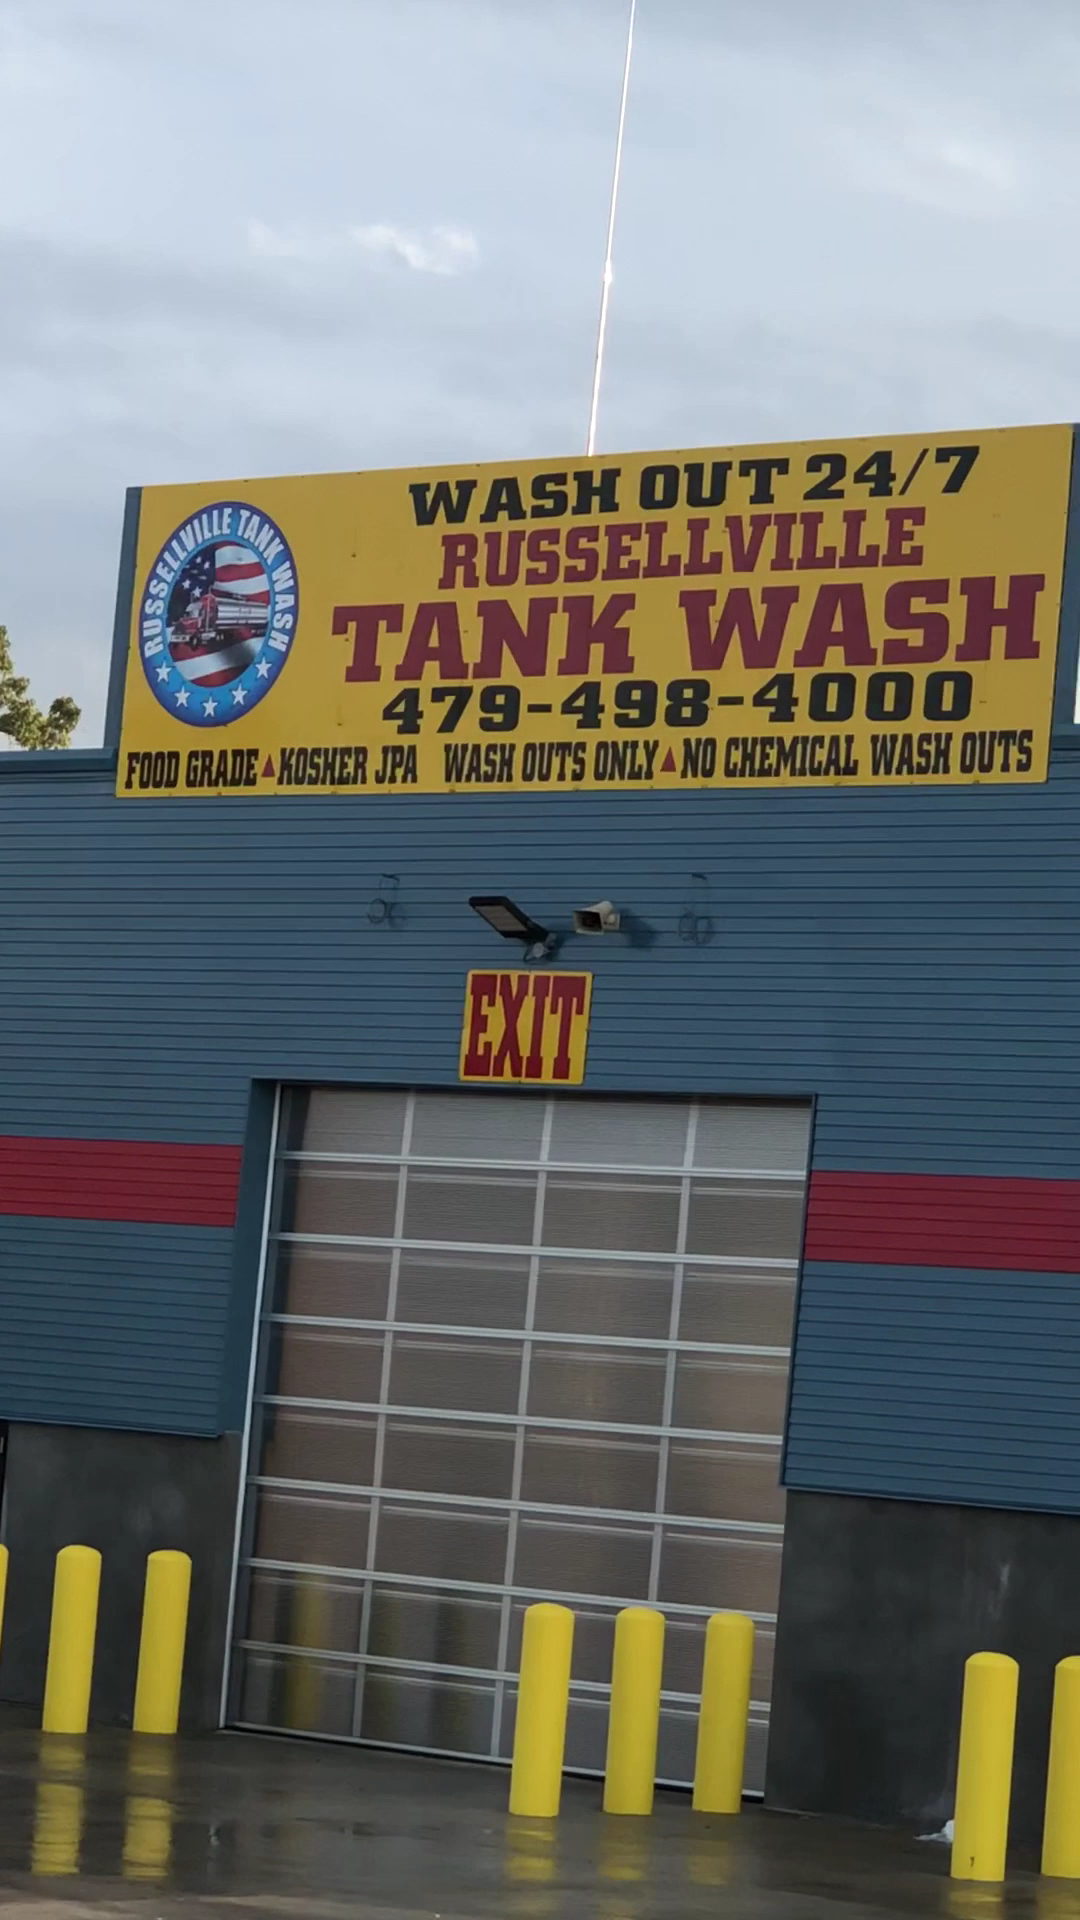 WASH OUT 24/7
RUSSELLVILLE
TANK WASH
479-498-4000
FOOD GRADE▲KOSHER JPA WASH OUTS ONLY▲NO CHEMICAL WASH OUTS
RUSSELLVILLE TANK WASH
EXIT